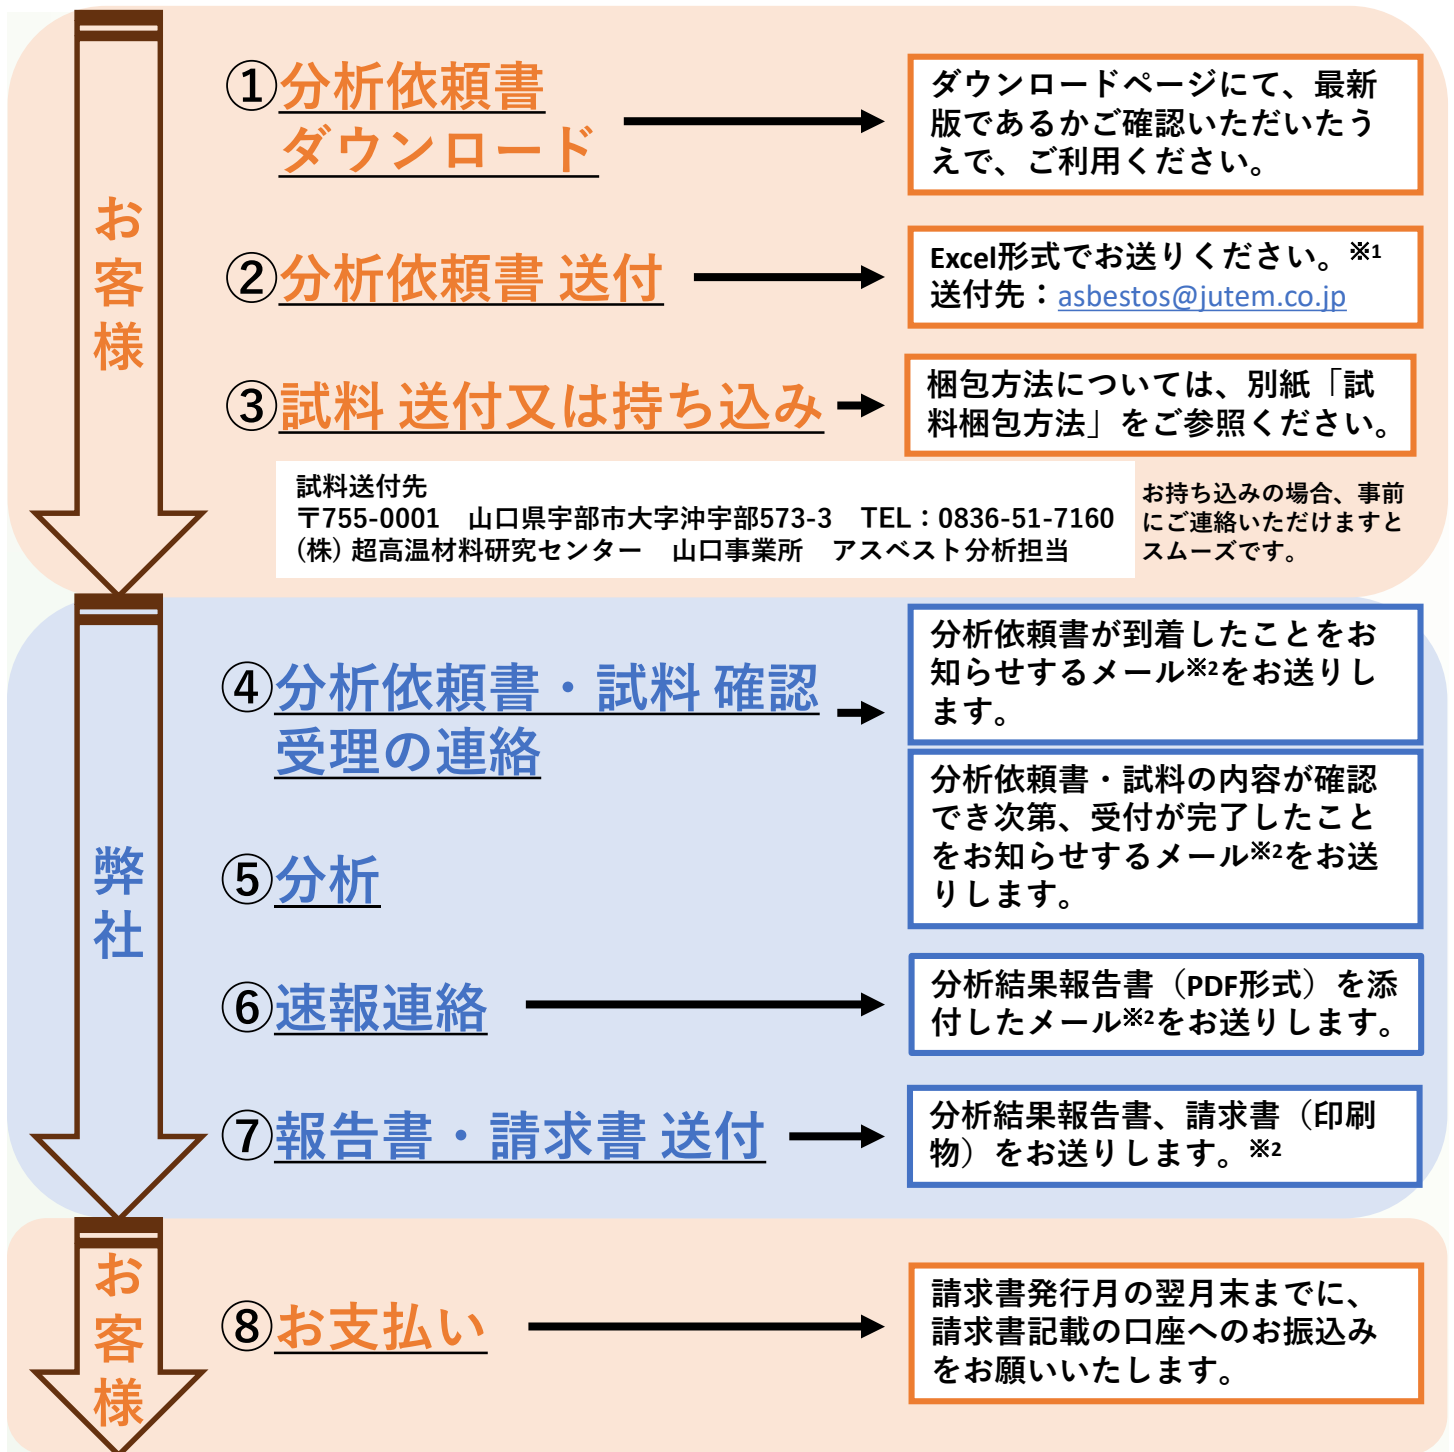 お客様
①分析依頼書
ダウンロード
ダウンロードページにて、最新
版であるかご確認いただいたう
えで、ご利用ください。
②分析依頼書 送付
Excel形式でお送りください。※1
送付先：asbestos@jutem.co.jp
③試料 送付又は持ち込み
梱包方法については、別紙「試
料梱包方法」をご参照ください。
試料送付先
〒755-0001　山口県宇部市大字沖宇部573-3　TEL：0836-51-7160
(株) 超高温材料研究センター　山口事業所　アスベスト分析担当
お持ち込みの場合、事前
にご連絡いただけますと
スムーズです。
弊社
④分析依頼書・試料 確認
受理の連絡
分析依頼書が到着したことをお
知らせするメール※2をお送りし
ます。
分析依頼書・試料の内容が確認
でき次第、受付が完了したこと
をお知らせするメール※2をお送
りします。
⑤分析
⑥速報連絡
分析結果報告書（PDF形式）を添
付したメール※2をお送りします。
⑦報告書・請求書 送付
分析結果報告書、請求書（印刷
物）をお送りします。※2
お客様
⑧お支払い
請求書発行月の翌月末までに、
請求書記載の口座へのお振込み
をお願いいたします。